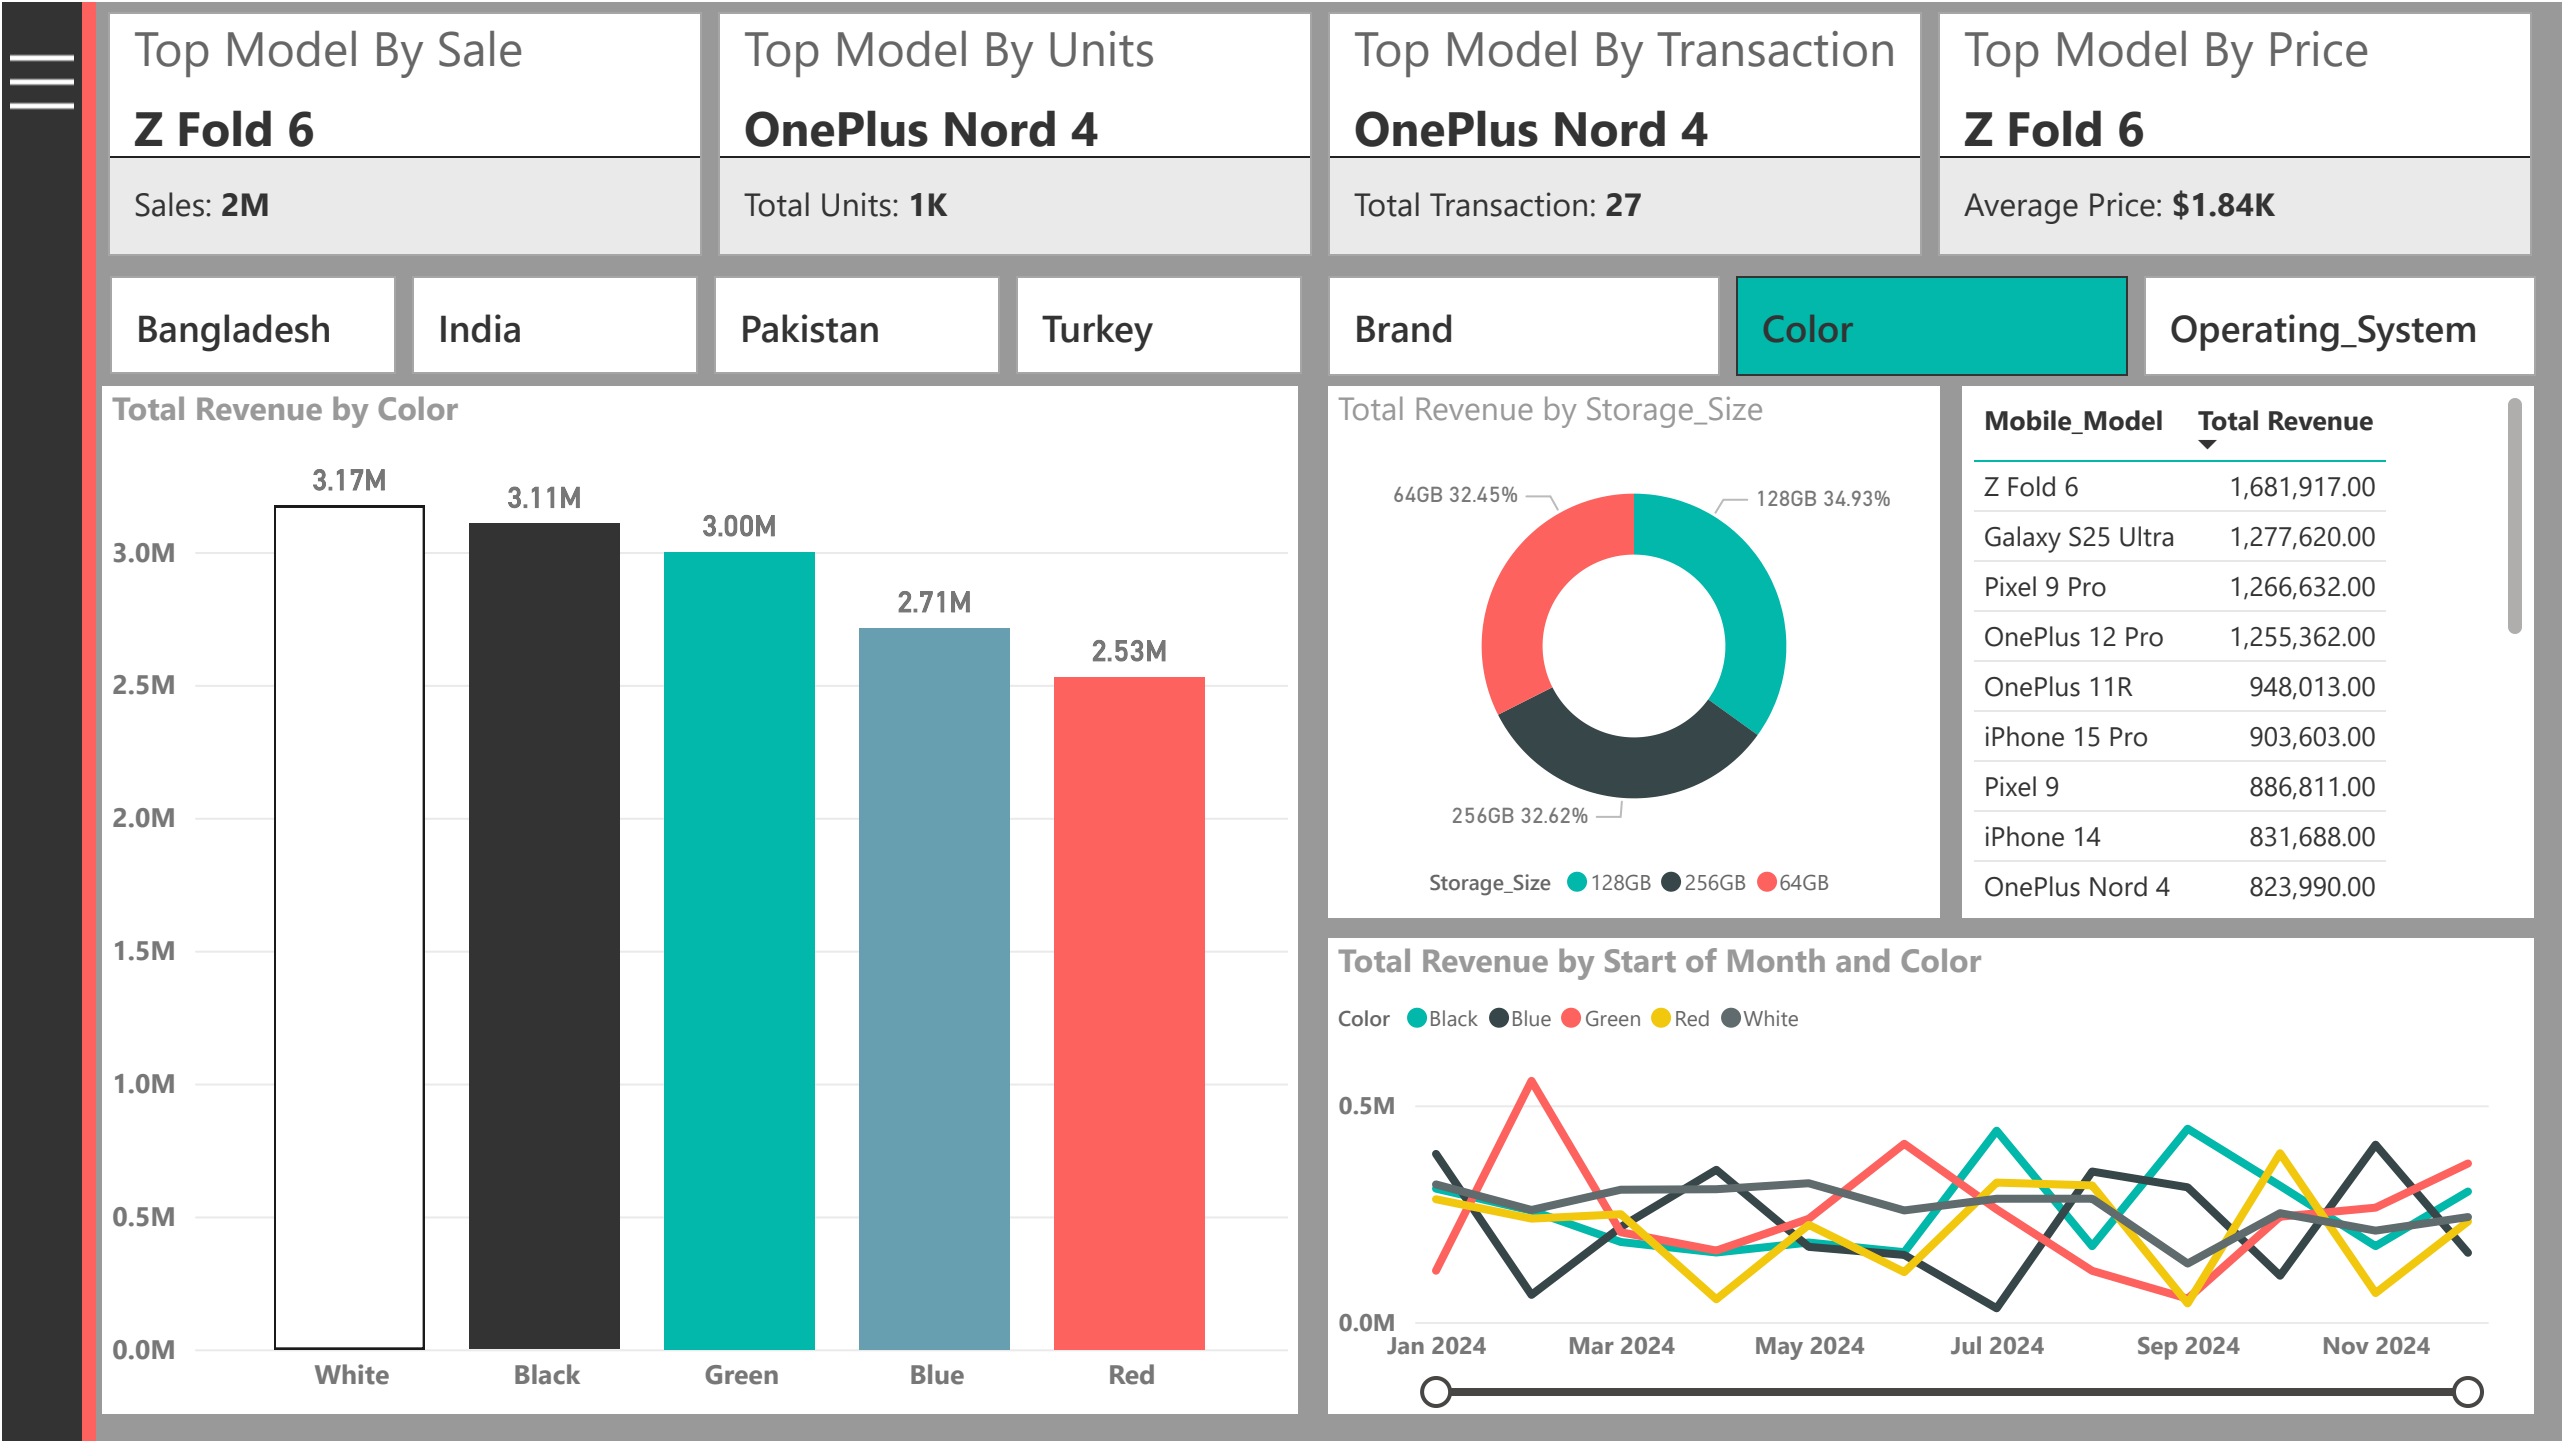 Top Model By Sale
Z Fold 6
Sales: 2M
Top Model By Units
OnePlus Nord 4
Total Units: 1K
Top Model By Transaction
OnePlus Nord 4
Total Transaction: 27
Top Model By Price
Z Fold 6
Average Price: $1.84K
Bangladesh
India
Pakistan
Turkey
Brand
Color
Operating_System
Total Revenue by Color
3.17M
3.11M
3.00M
2.71M
2.53M
3.0M
2.5M
2.0M
1.5M
1.0M
0.5M
0.0M
White
Black
Green
Blue
Red
Total Revenue by Storage_Size
64GB 32.45%
128GB 34.93%
256GB 32.62%
Storage_Size 128GB 256GB 64GB
Mobile_Model Total Revenue
Z Fold 6 1,681,917.00
Galaxy S25 Ultra 1,277,620.00
Pixel 9 Pro 1,266,632.00
OnePlus 12 Pro 1,255,362.00
OnePlus 11R 948,013.00
iPhone 15 Pro 903,603.00
Pixel 9 886,811.00
iPhone 14 831,688.00
OnePlus Nord 4 823,990.00
Total Revenue by Start of Month and Color
Color Black Blue Green Red White
0.5M
0.0M
Jan 2024 Mar 2024 May 2024 Jul 2024 Sep 2024 Nov 2024